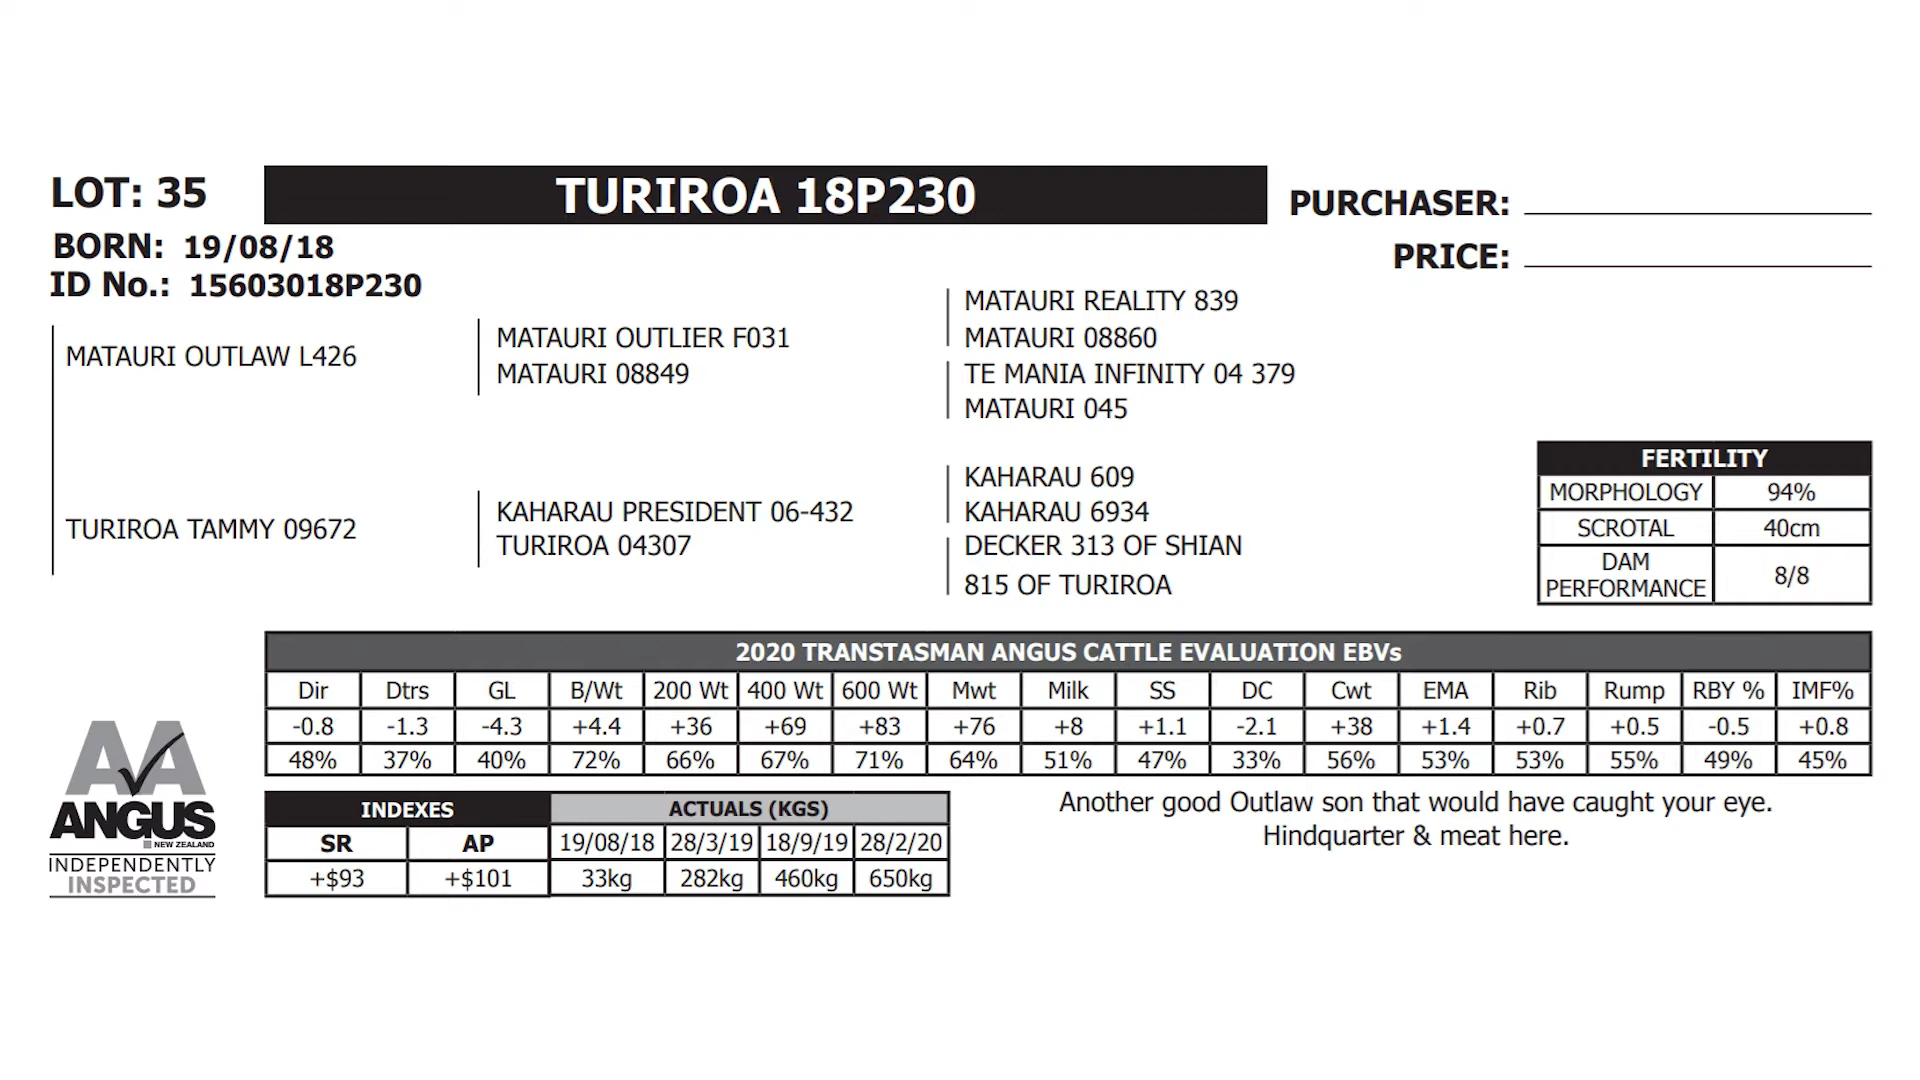 LOT: 35
TURIROA 18P230
PURCHASER:
BORN: 19/08/18
PRICE:
ID No.: 15603018P230
MATAURI OUTLAW L426
MATAURI OUTLIER F031
MATAURI 08849
MATAURI REALITY 839
MATAURI 08860
TE MANIA INFINITY 04 379
MATAURI 045
TURIROA TAMMY 09672
KAHARAU PRESIDENT 06-432
TURIROA 04307
KAHARAU 609
KAHARAU 6934
DECKER 313 OF SHIAN
815 OF TURIROA
FERTILITY
MORPHOLOGY 94%
SCROTAL 40cm
DAM PERFORMANCE 8/8
2020 TRANSTASMAN ANGUS CATTLE EVALUATION EBVs
Dir Dtrs GL B/Wt 200 Wt 400 Wt 600 Wt Mwt Milk SS DC Cwt EMA Rib Rump RBY % IMF%
-0.8 -1.3 -4.3 +4.4 +36 +69 +83 +76 +8 +1.1 -2.1 +38 +1.4 +0.7 +0.5 -0.5 +0.8
48% 37% 40% 72% 66% 67% 71% 64% 51% 47% 33% 56% 53% 53% 55% 49% 45%
AA
ANGUS
NEW ZEALAND
INDEPENDENTLY
INSPECTED
INDEXES ACTUALS (KGS)
SR AP 19/08/18 28/3/19 18/9/19 28/2/20
+$93 +$101 33kg 282kg 460kg 650kg
Another good Outlaw son that would have caught your eye.
Hindquarter & meat here.